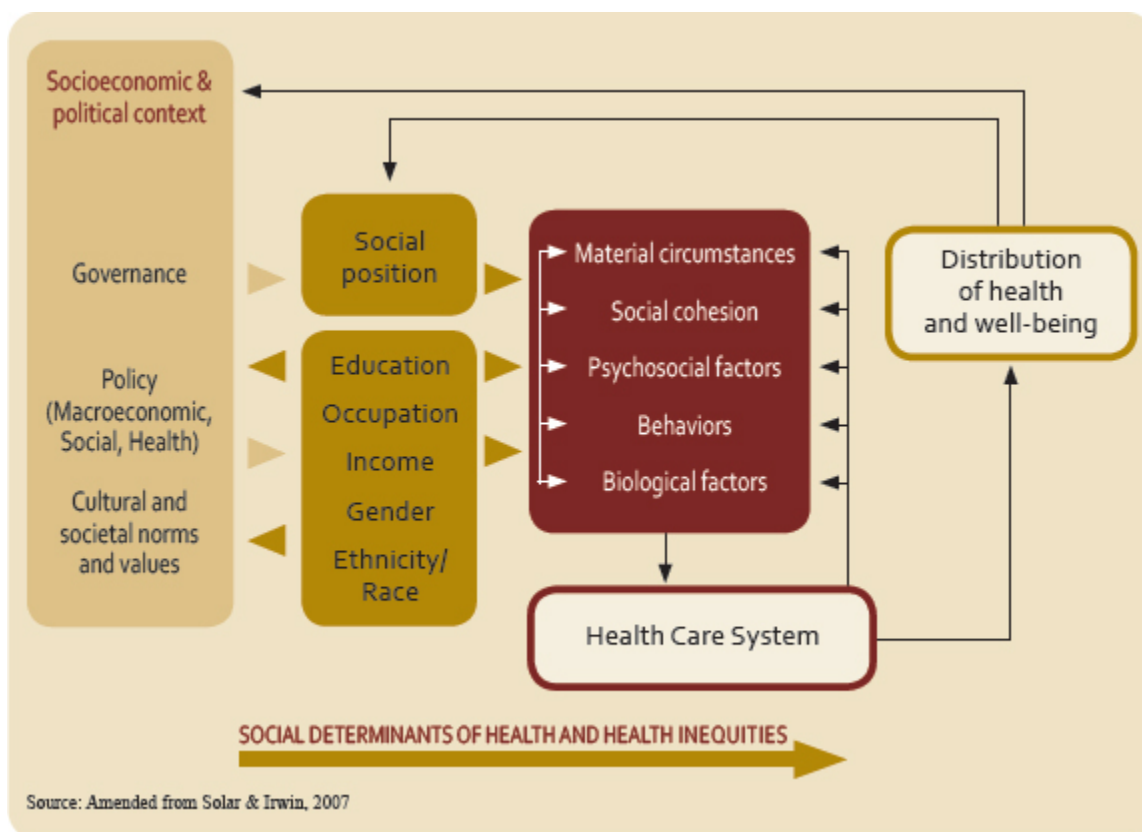 Socioeconomic &
political context
Governance
Policy
(Macroeconomic,
Social, Health)
Cultural and
societal norms
and values
Social
position
Education
Occupation
Income
Gender
Ethnicity/
Race
Material circumstances
Social cohesion
Psychosocial factors
Behaviors
Biological factors
Health Care System
Distribution
of health
and well-being
SOCIAL DETERMINANTS OF HEALTH AND HEALTH INEQUITIES
Source: Amended from Solar & Irwin, 2007